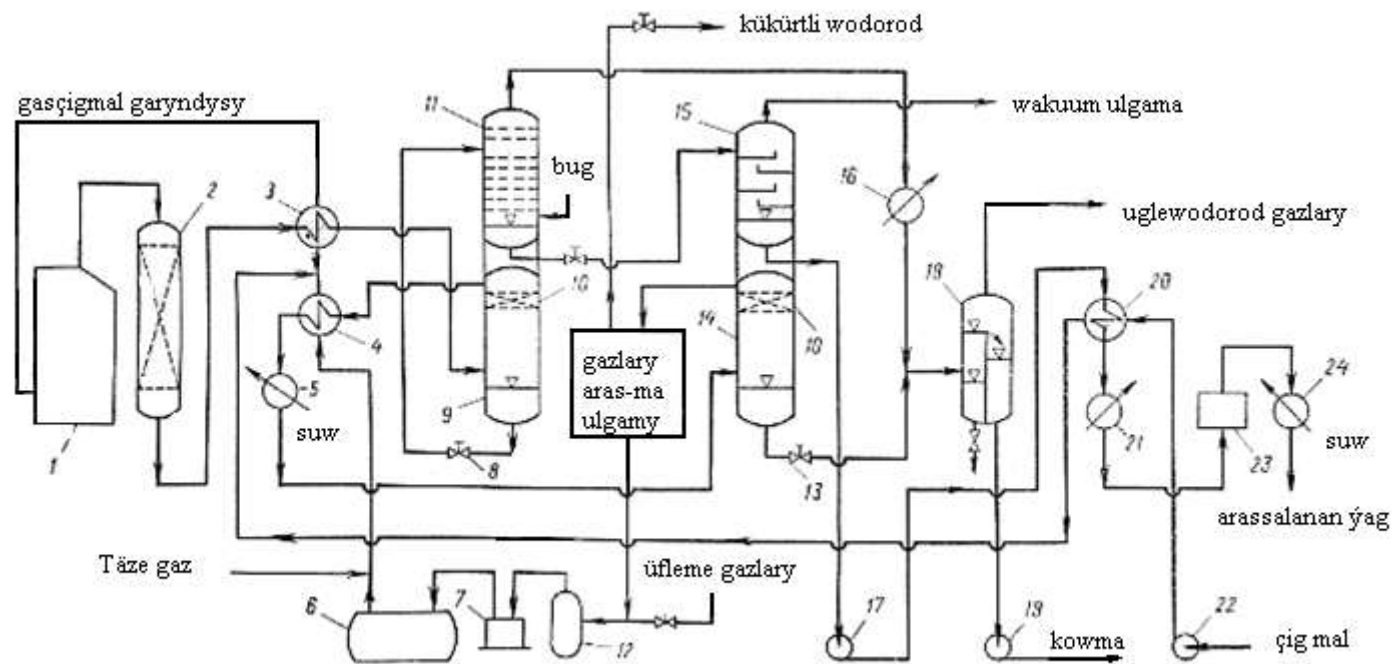 kükürtli wodorod
gasçigmal garyndysy
wakuum ulgama
11
15
bug
2
3
16
uglewodorod gazlary
18
20
10
4
14
10
gazlary
aras-ma
ulgamy
5
9
24
suw
21
suw
1
8
13
23
arassalanan ýag
Täze gaz
üfleme gazlary
6
7
17
22
12
19
kowma
çig mal